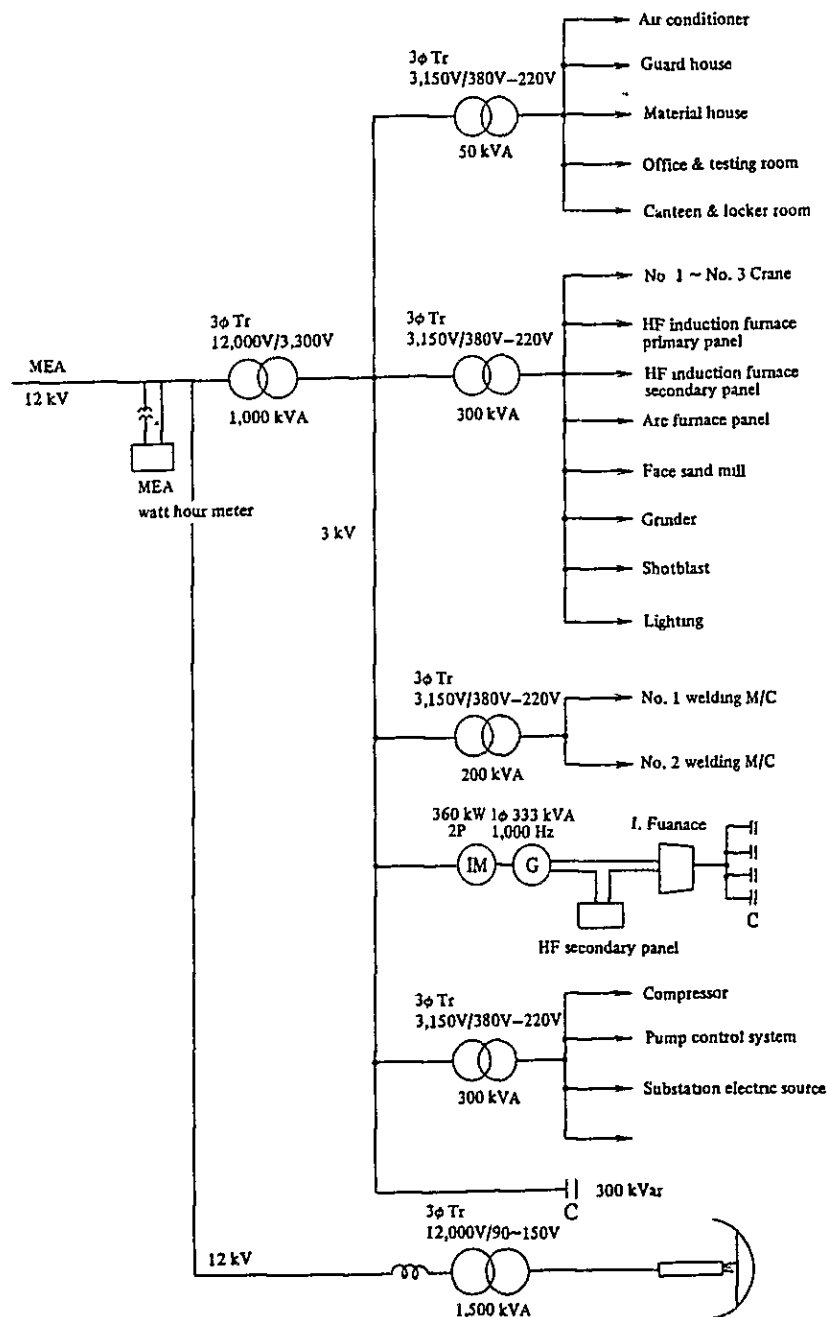 Air conditioner
3φ Tr
3,150V/380V–220V
Guard house
Material house
50 kVA
Office & testing room
Canteen & locker room
No 1 ~ No. 3 Crane
3φ Tr
12,000V/3,300V
3φ Tr
3,150V/380V–220V
HF induction furnace
primary panel
MEA
12 kV
HF induction furnace
secondary panel
1,000 kVA
300 kVA
Arc furnace panel
MEA
watt hour meter
Face sand mill
3 kV
Grinder
Shotblast
Lighting
3φ Tr
3,150V/380V–220V
No. 1 welding M/C
200 kVA
No. 2 welding M/C
360 kW 1φ 333 kVA
2P 1,000 Hz
I. Fuanace
IM
G
C
HF secondary panel
3φ Tr
3,150V/380V–220V
Compressor
Pump control system
300 kVA
Substation electric source
300 kVar
C
3φ Tr
12,000V/90~150V
12 kV
1,500 kVA